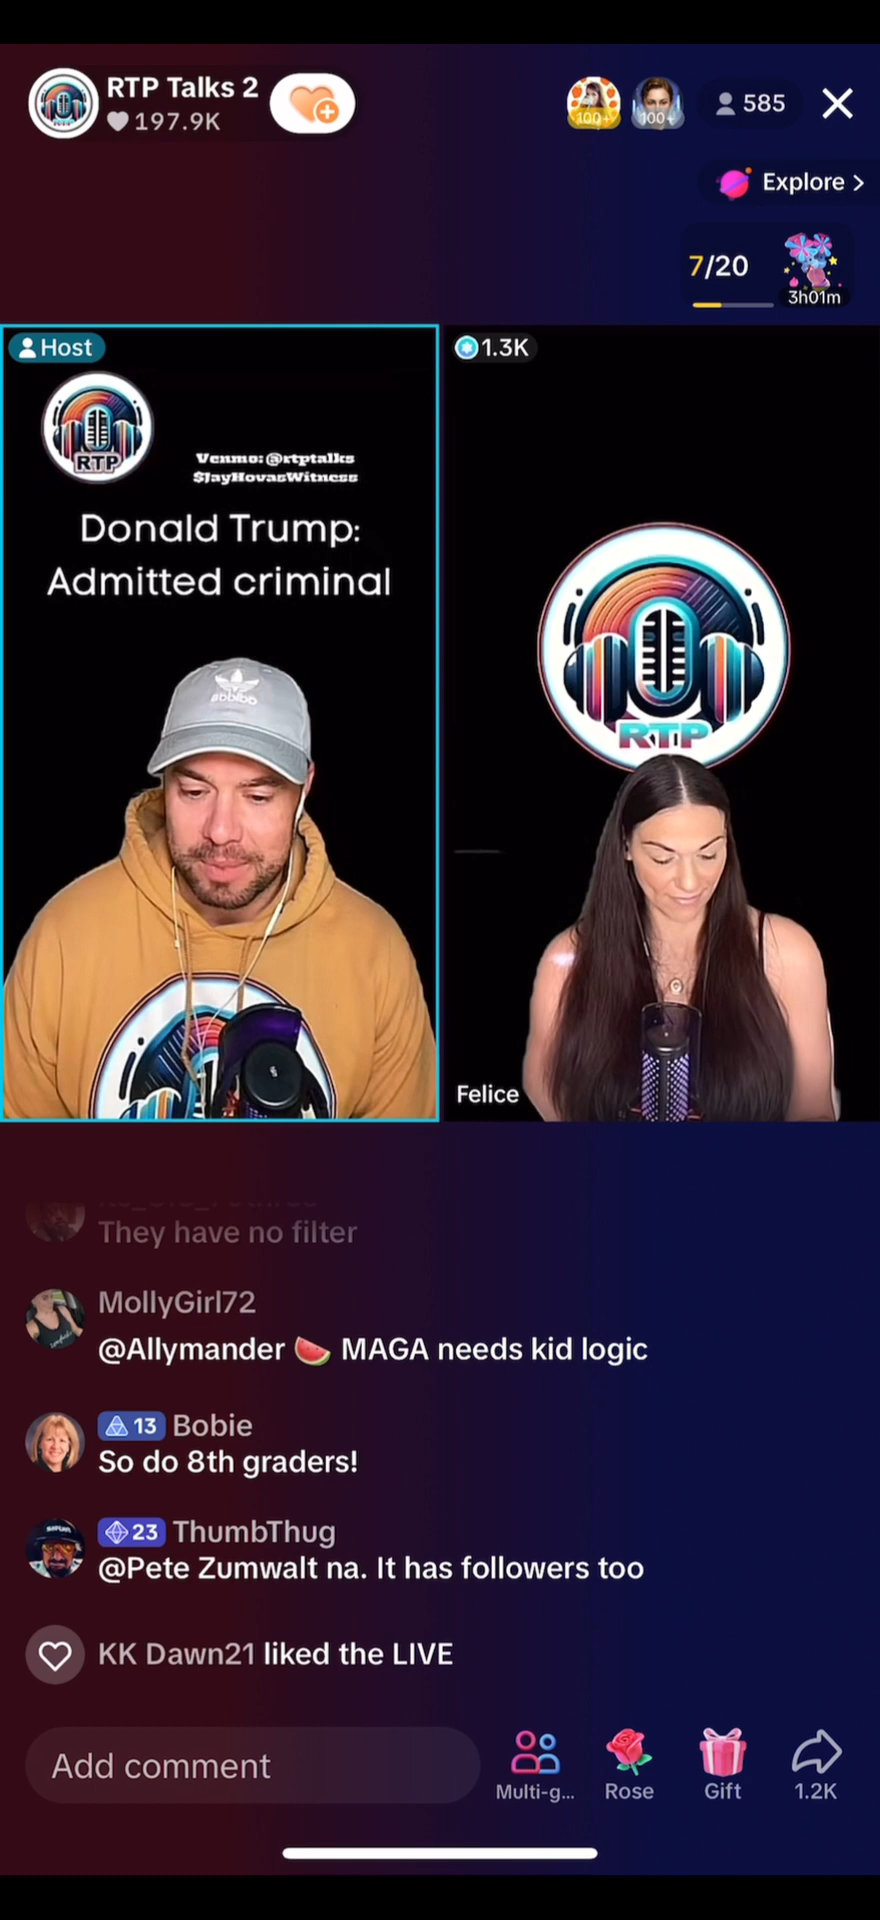 RTP Talks 2
197.9K
100+
100+
585
Explore >
7/20
3h01m
Host
1.3K
RTP
Venmo: @rtptalks
$JayHovasWitness
Donald Trump:
Admitted criminal
adidas
RTP
Felice
They have no filter
MollyGirl72
@Allymander 🍉 MAGA needs kid logic
13 Bobie
So do 8th graders!
23 ThumbThug
@Pete Zumwalt na. It has followers too
KK Dawn21 liked the LIVE
Add comment
Multi-g...
Rose
Gift
1.2K